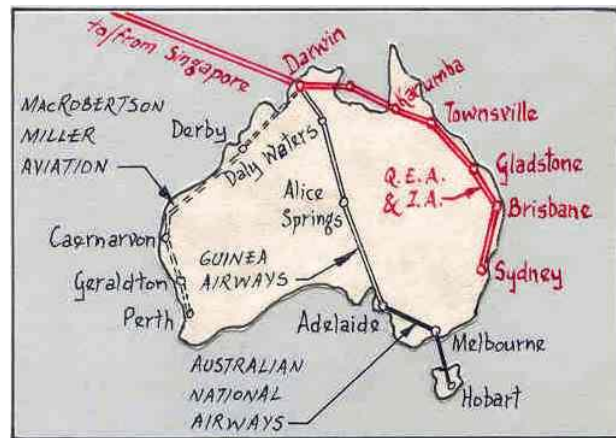 to/from Singapore
Darwin
Karumba
Townsville
Gladstone
Brisbane
Sydney
Q.E.A.
& I.A.
MACROBERTSON
MILLER
AVIATION
Derby
Daly Waters
Alice
Springs
Caernarvon
Geraldton
Perth
GUINEA
AIRWAYS
Adelaide
Melbourne
Hobart
AUSTRALIAN
NATIONAL
AIRWAYS